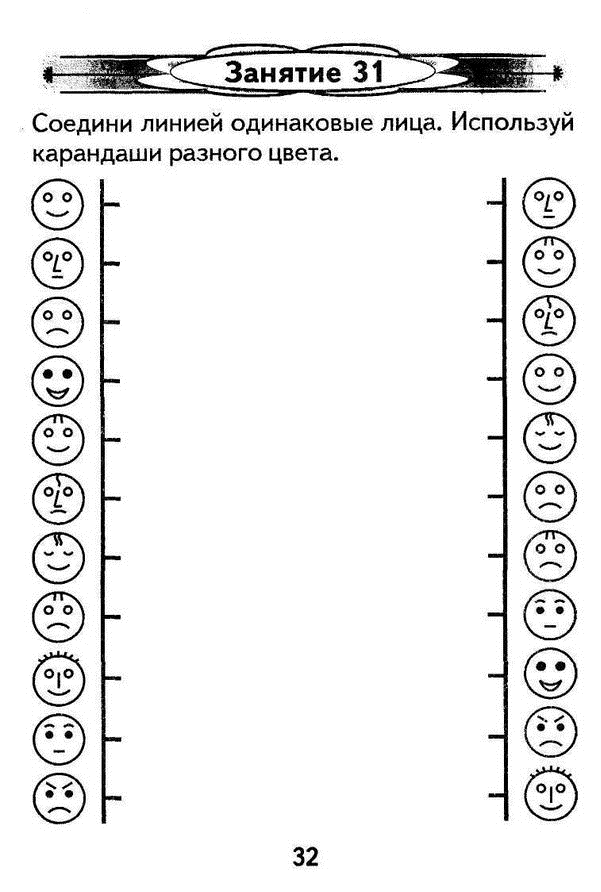 Занятие 31
Соедини линией одинаковые лица. Используй
карандаши разного цвета.
32